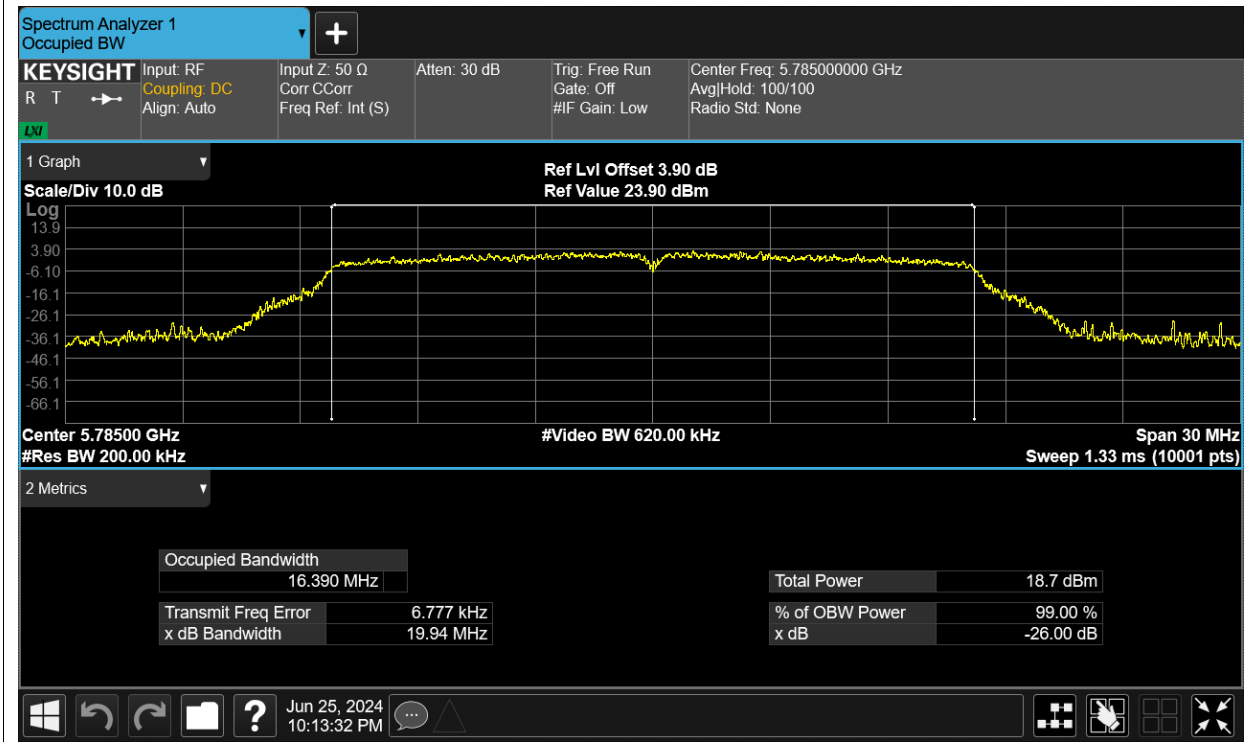 Spectrum Analyzer 1
Occupied BW
KEYSIGHT
R T
LXI
Input: RF
Coupling: DC
Align: Auto
Input Z: 50 Ω
Corr CCorr
Freq Ref: Int (S)
Atten: 30 dB
Trig: Free Run
Gate: Off
#IF Gain: Low
Center Freq: 5.785000000 GHz
Avg|Hold: 100/100
Radio Std: None
1 Graph
Scale/Div 10.0 dB
Ref Lvl Offset 3.90 dB
Ref Value 23.90 dBm
Log
13.9
3.90
-6.10
-16.1
-26.1
-36.1
-46.1
-56.1
-66.1
Center 5.78500 GHz
#Video BW 620.00 kHz
Span 30 MHz
#Res BW 200.00 kHz
Sweep 1.33 ms (10001 pts)
2 Metrics
Occupied Bandwidth
16.390 MHz
Total Power 18.7 dBm
Transmit Freq Error 6.777 kHz
% of OBW Power 99.00 %
x dB Bandwidth 19.94 MHz
x dB -26.00 dB
?
Jun 25, 2024
10:13:32 PM